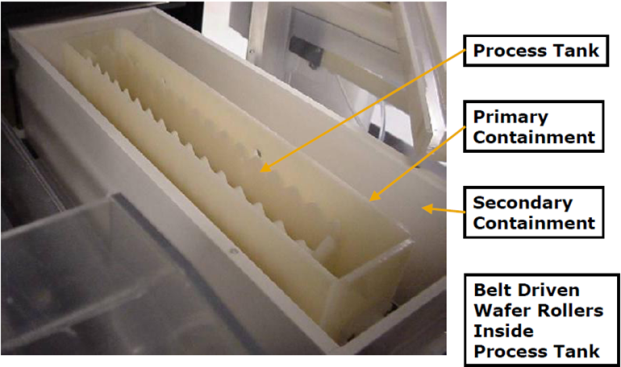 Process Tank
Primary
Containment
Secondary
Containment
Belt Driven
Wafer Rollers
Inside
Process Tank